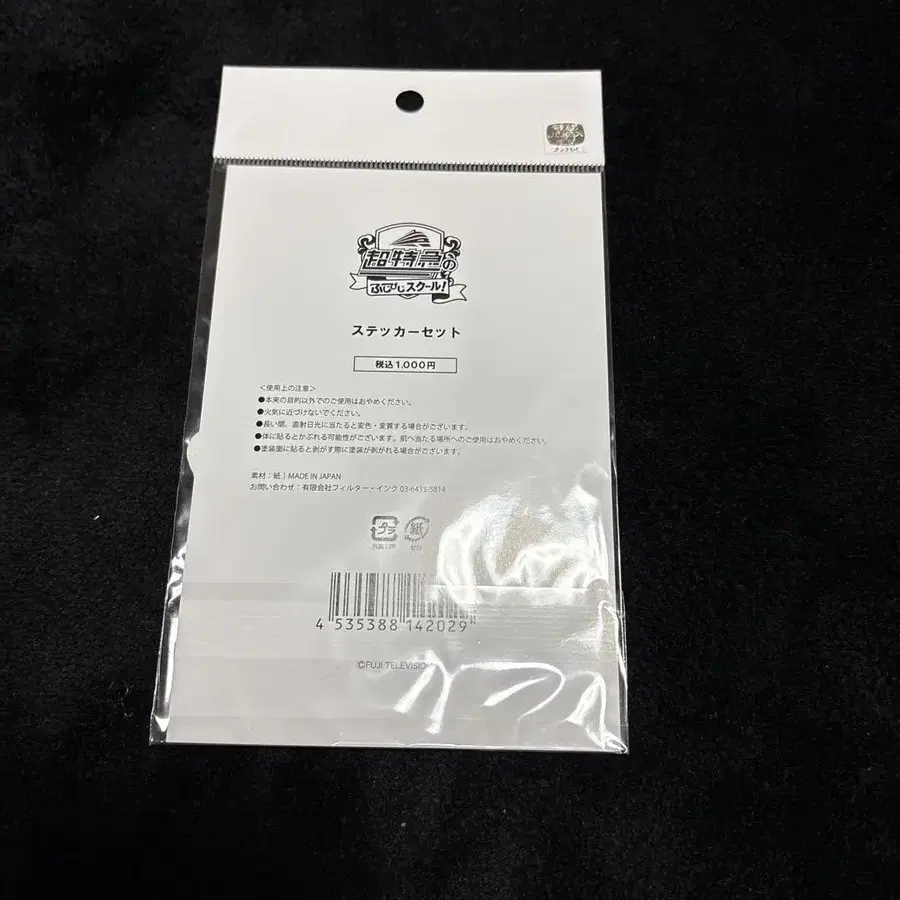 超特急の
ふじびじスクール!
ステッカーセット
税込1,000円
<使用上の注意>
●本来の目的以外でのご使用はおやめください。
●火気に近づけないでください。
●長い間、直射日光に当たると変色・変質する場合がございます。
●体に貼るとかぶれる可能性がございます。肌へ当たる場所へのご使用はおやめください。
●塗装面に貼ると剥がす際に塗装が剥がれる場合がございます。
素材:紙|MADE IN JAPAN
お問い合わせ:有限会社フィルター・インク 03-6413-5814
プラ 紙
4 535388 142029
©FUJI TELEVISION